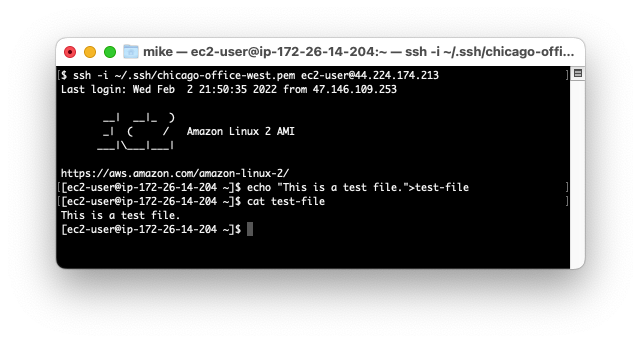 mike — ec2-user@ip-172-26-14-204:~ — ssh -i ~/.ssh/chicago-offi...
[$ ssh -i ~/.ssh/chicago-office-west.pem ec2-user@44.224.174.213 ]
Last login: Wed Feb  2 21:50:35 2022 from 47.146.109.253

       __|  __|_  )
       _|  (     /   Amazon Linux 2 AMI
      ___|\___|___|

https://aws.amazon.com/amazon-linux-2/
[[ec2-user@ip-172-26-14-204 ~]$ echo "This is a test file.">test-file ]
[[ec2-user@ip-172-26-14-204 ~]$ cat test-file ]
This is a test file.
[ec2-user@ip-172-26-14-204 ~]$